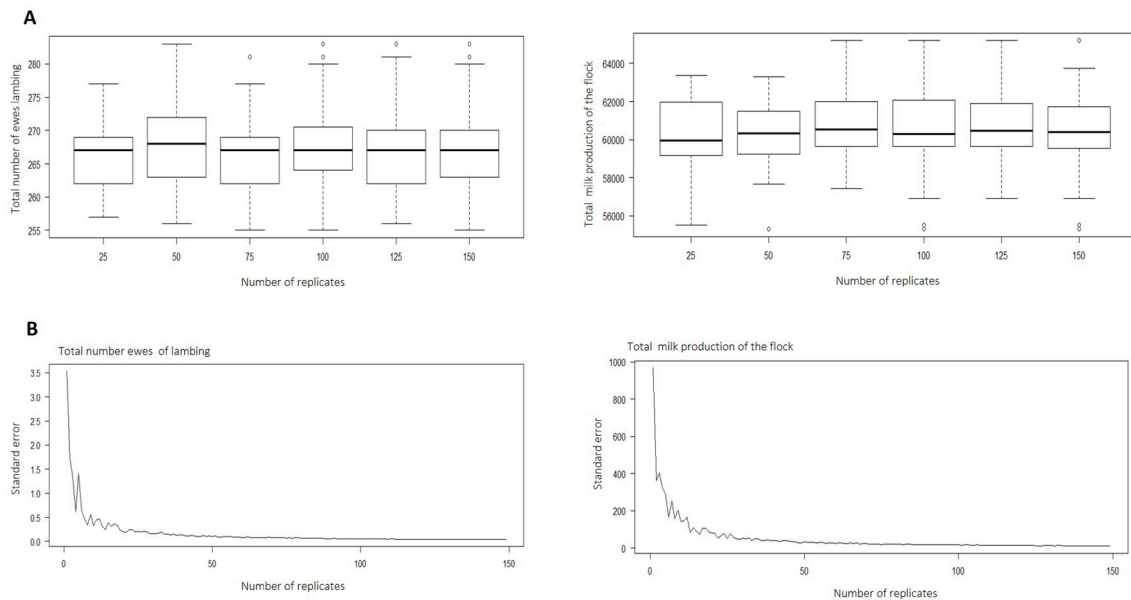 A
Total number of ewes lambing
280
275
270
265
260
255
25 50 75 100 125 150
Number of replicates
Total milk production of the flock
64000
62000
60000
58000
56000
25 50 75 100 125 150
Number of replicates
B
Total number ewes of lambing
Standard error
3.5
3.0
2.5
2.0
1.5
1.0
0.5
0.0
0 50 100 150
Number of replicates
Total milk production of the flock
Standard error
1000
800
600
400
200
0
0 50 100 150
Number of replicates